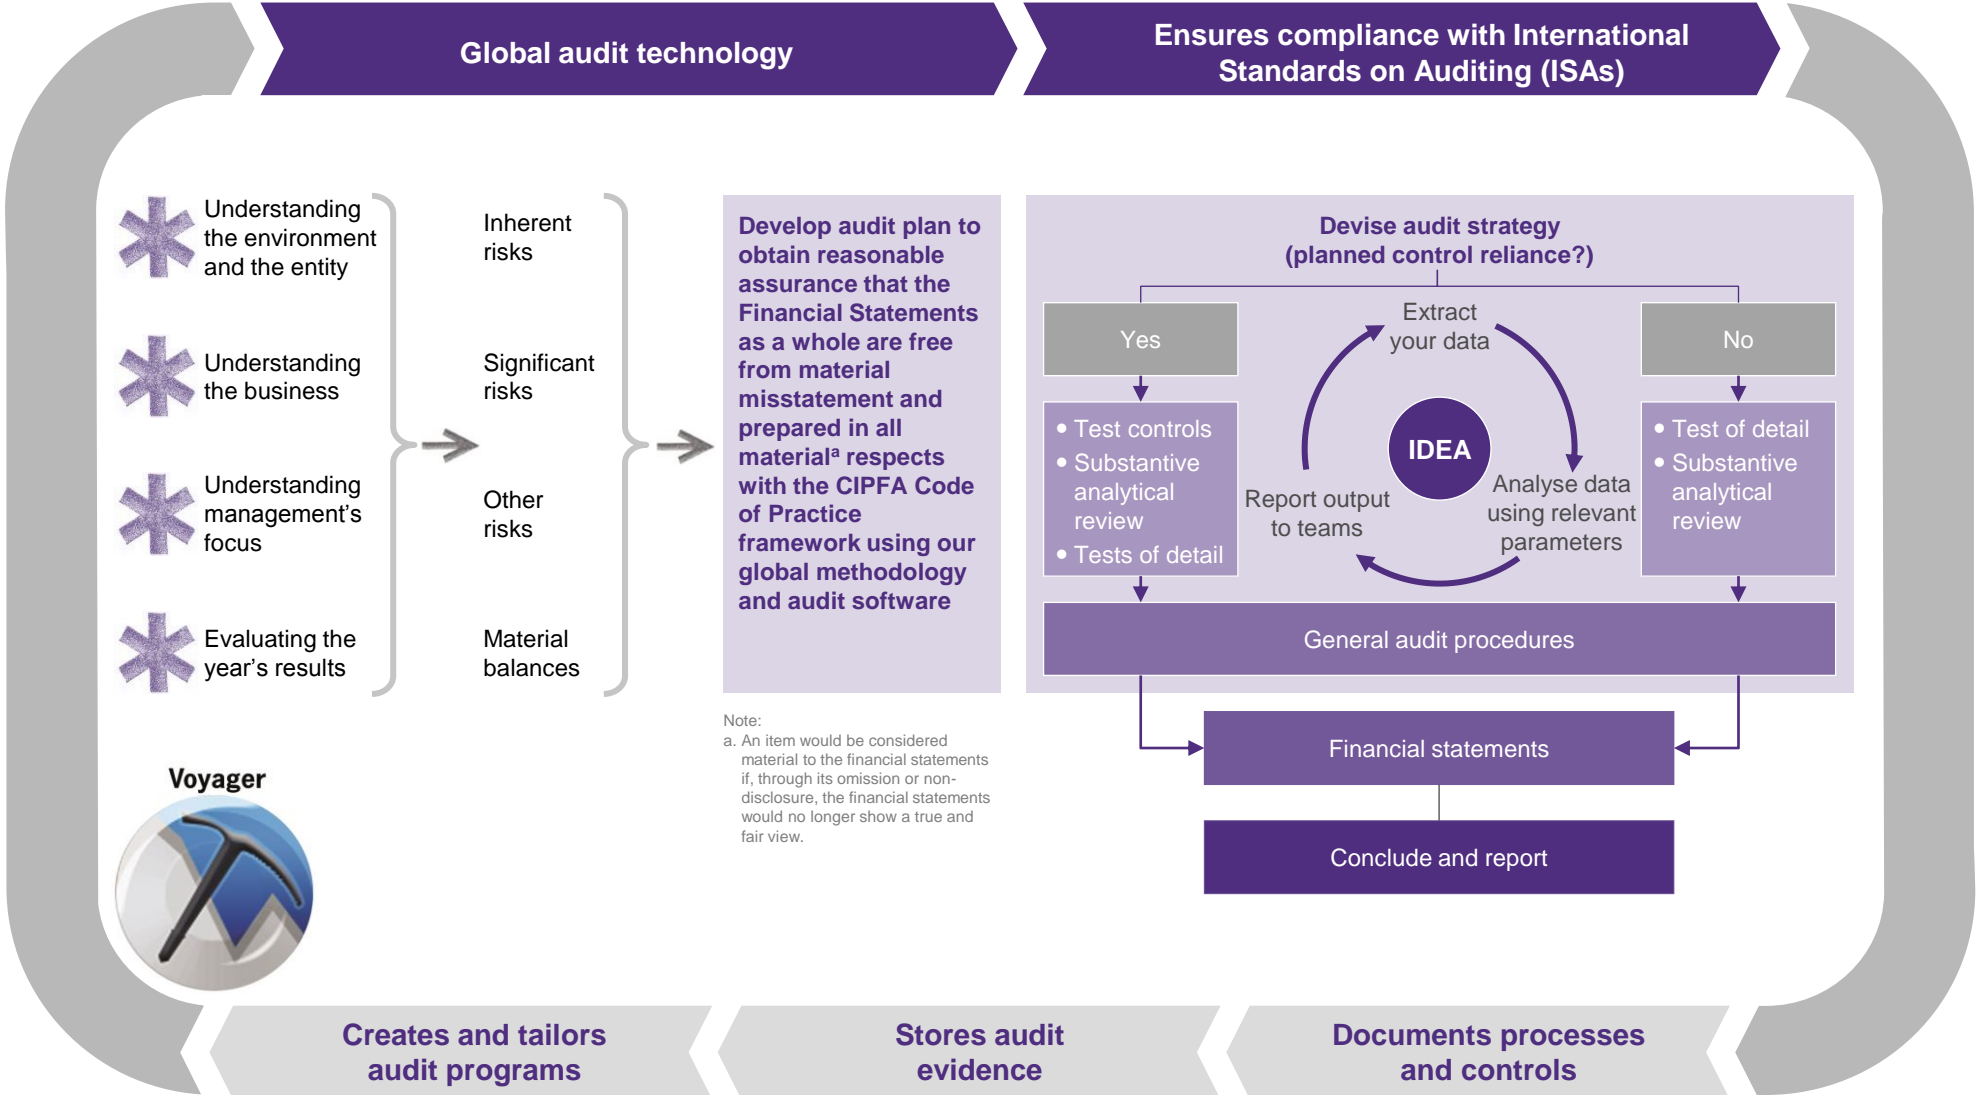 Global audit technology
Ensures compliance with International
Standards on Auditing (ISAs)
Understanding
the environment
and the entity
Understanding
the business
Understanding
management’s
focus
Evaluating the
year’s results
Inherent
risks
Significant
risks
Other
risks
Material
balances
Develop audit plan to
obtain reasonable
assurance that the
Financial Statements
as a whole are free
from material
misstatement and
prepared in all
materialª respects
with the CIPFA Code
of Practice
framework using our
global methodology
and audit software
Note:
a. An item would be considered
material to the financial statements
if, through its omission or non-
disclosure, the financial statements
would no longer show a true and
fair view.
Devise audit strategy
(planned control reliance?)
Yes
• Test controls
• Substantive
analytical
review
• Tests of detail
Extract
your data
IDEA
Analyse data
using relevant
parameters
Report output
to teams
No
• Test of detail
• Substantive
analytical
review
General audit procedures
Financial statements
Conclude and report
Voyager
Creates and tailors
audit programs
Stores audit
evidence
Documents processes
and controls